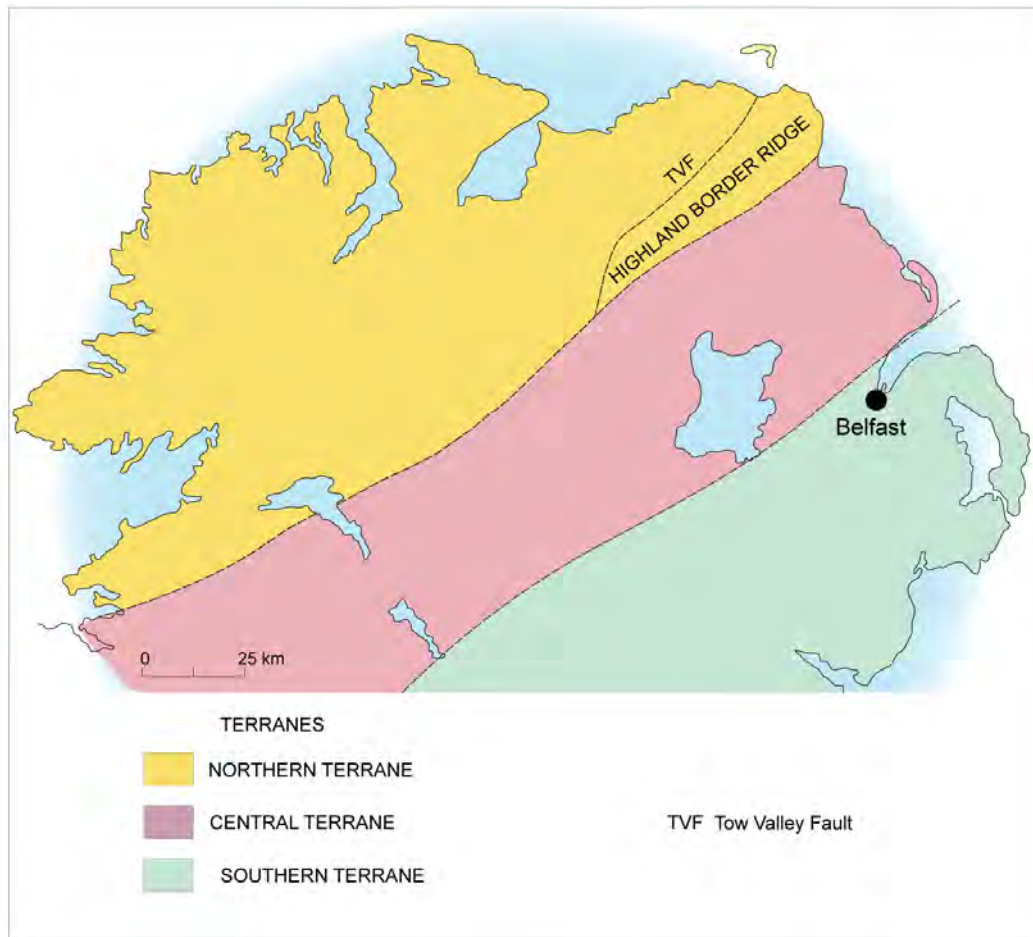 TVF
HIGHLAND BORDER RIDGE
Belfast
0 25 km
TERRANES
NORTHERN TERRANE
CENTRAL TERRANE
TVF Tow Valley Fault
SOUTHERN TERRANE